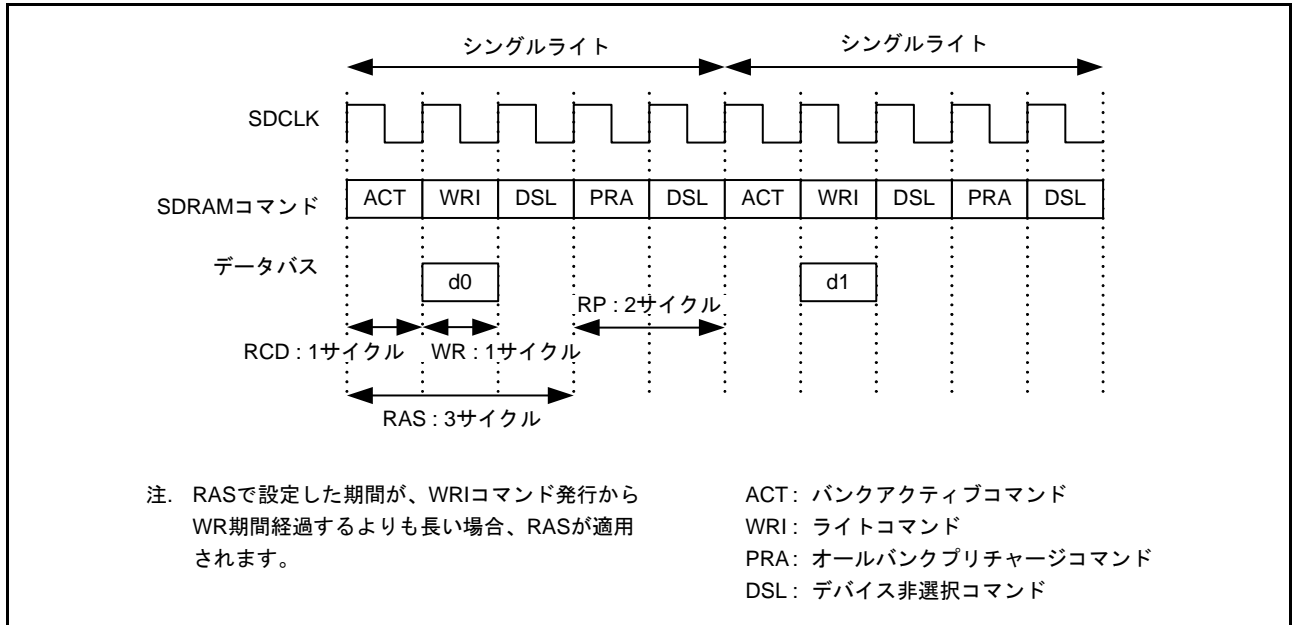 シングルライト シングルライト
SDCLK
SDRAMコマンド ACT WRI DSL PRA DSL ACT WRI DSL PRA DSL
データバス d0 d1
RP : 2サイクル
RCD : 1サイクル WR : 1サイクル
RAS : 3サイクル
注. RASで設定した期間が、WRIコマンド発行から
WR期間経過するよりも長い場合、RASが適用
されます。
ACT : バンクアクティブコマンド
WRI : ライトコマンド
PRA : オールバンクプリチャージコマンド
DSL : デバイス非選択コマンド